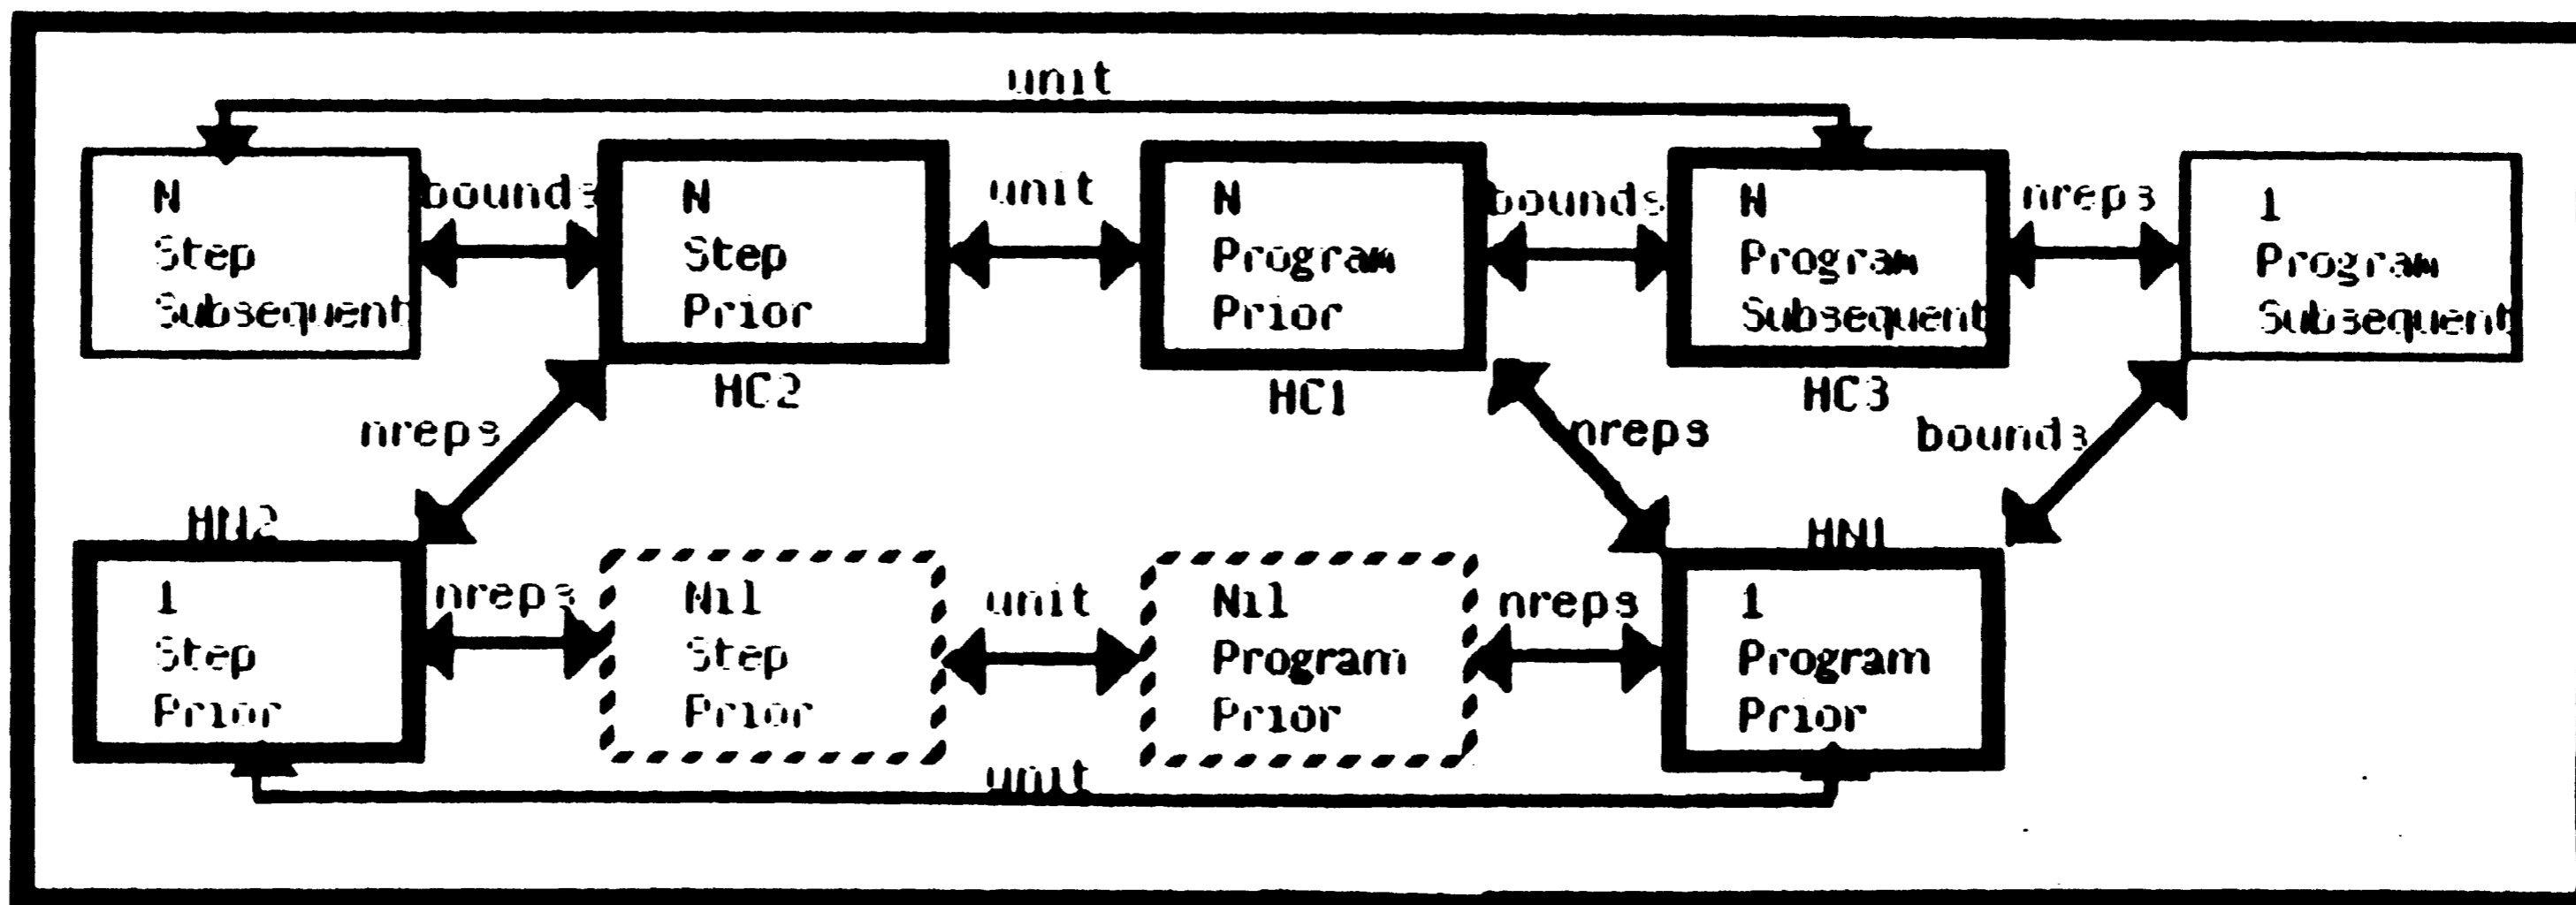 unit
N
Step
Subsequent
bounds
N
Step
Prior
HC2
unit
N
Program
Prior
HC1
bounds
N
Program
Subsequent
HC3
nreps
1
Program
Subsequent
nreps
nreps
bounds
HN2
1
Step
Prior
nreps
Nil
Step
Prior
unit
Nil
Program
Prior
nreps
HN1
1
Program
Prior
unit